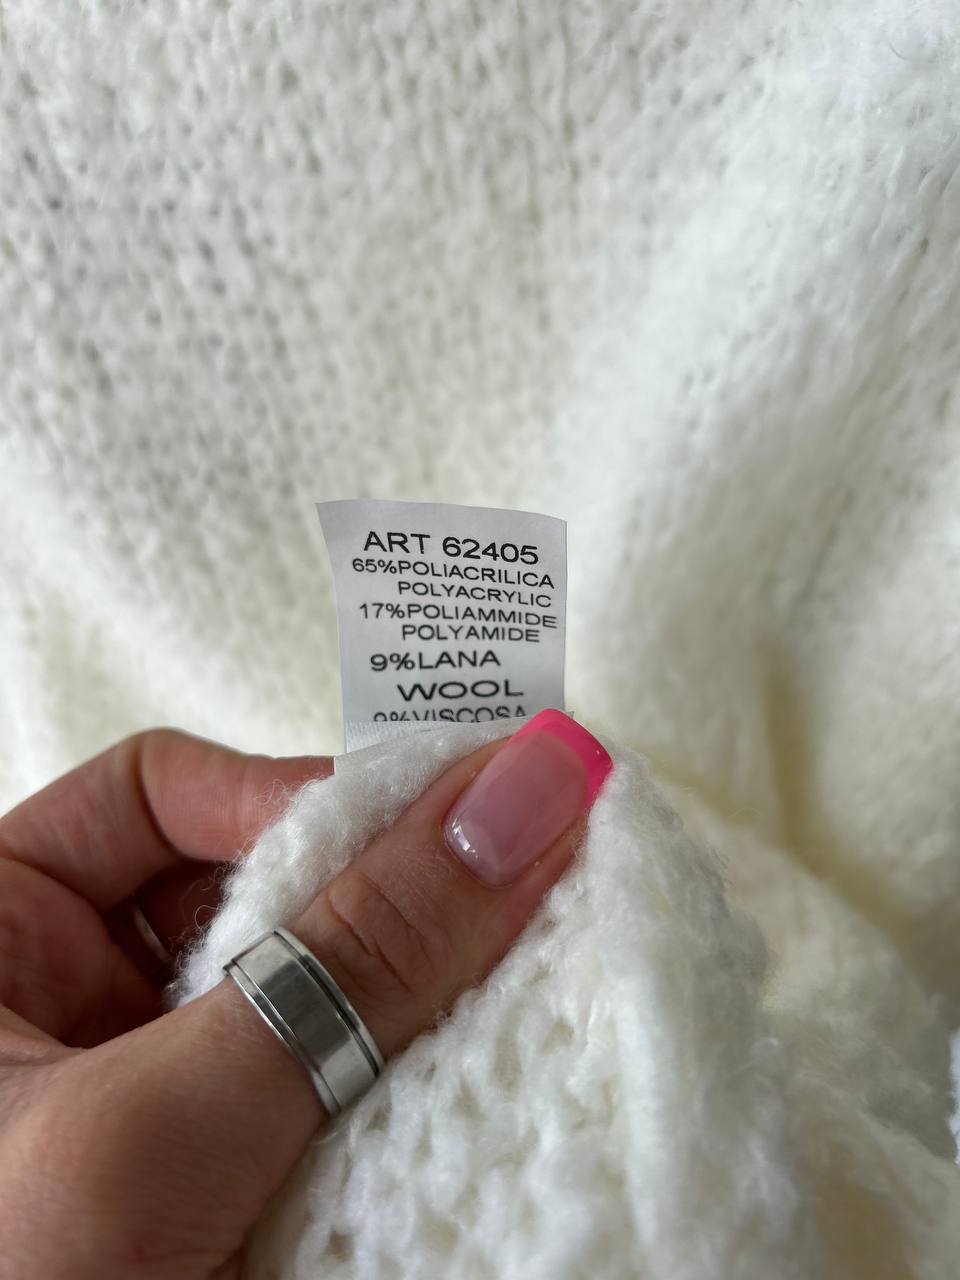 ART 62405
65%POLIACRILICA
POLYACRYLIC
17%POLIAMMIDE
POLYAMIDE
9%LANA
WOOL
9%VISCOSA